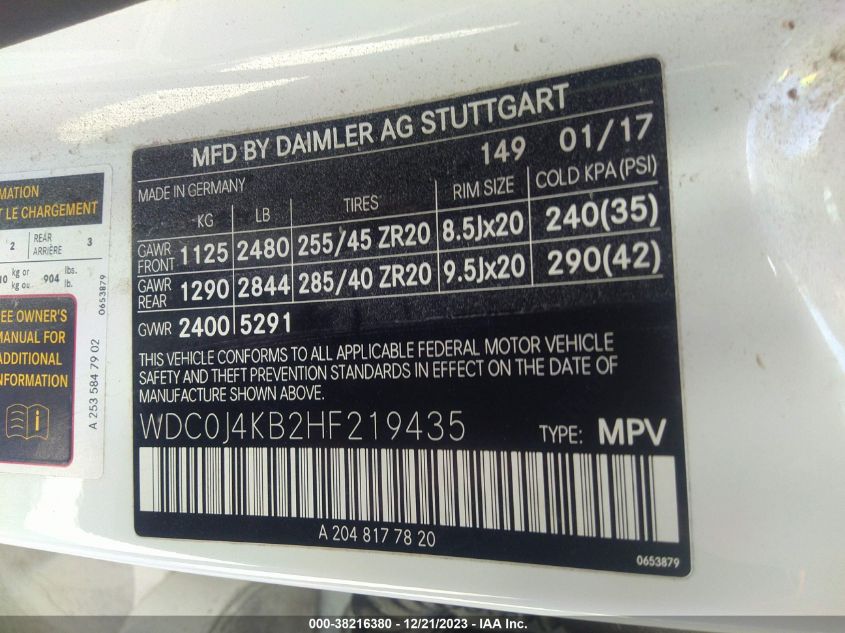 MATION
T LE CHARGEMENT
2 REAR ARRIÈRE 3
kg or kg ou -904 lbs. lb.
0653879
EE OWNER'S
MANUAL FOR
ADDITIONAL
INFORMATION
A 253 584 79 02
MFD BY DAIMLER AG STUTTGART
149 01/17
MADE IN GERMANY
KG LB TIRES RIM SIZE COLD KPA(PSI)
GAWR FRONT 1125 2480 255/45 ZR20 8.5Jx20 240(35)
GAWR REAR 1290 2844 285/40 ZR20 9.5Jx20 290(42)
GVWR 2400 5291
THIS VEHICLE CONFORMS TO ALL APPLICABLE FEDERAL MOTOR VEHICLE
SAFETY AND THEFT PREVENTION STANDARDS IN EFFECT ON THE DATE OF
MANUFACTURE SHOWN ABOVE.
WDC0J4KB2HF219435 TYPE: MPV
A 204 817 78 20
0653879
000-38216380 - 12/21/2023 - IAA Inc.